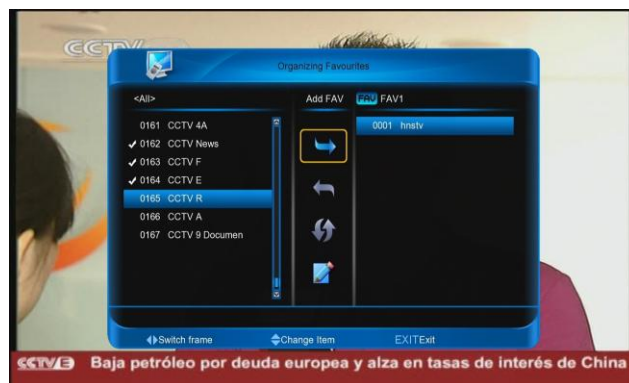 CCTV
Organizing Favourites
<All>
Add FAV
FAV FAV1
0161 CCTV 4A
0162 CCTV News
0163 CCTV F
0164 CCTV E
0165 CCTV R
0166 CCTV A
0167 CCTV 9 Documen
0001 hnstv
Switch frame
Change Item
EXITExit
CCTV E Baja petróleo por deuda europea y alza en tasas de interés de China